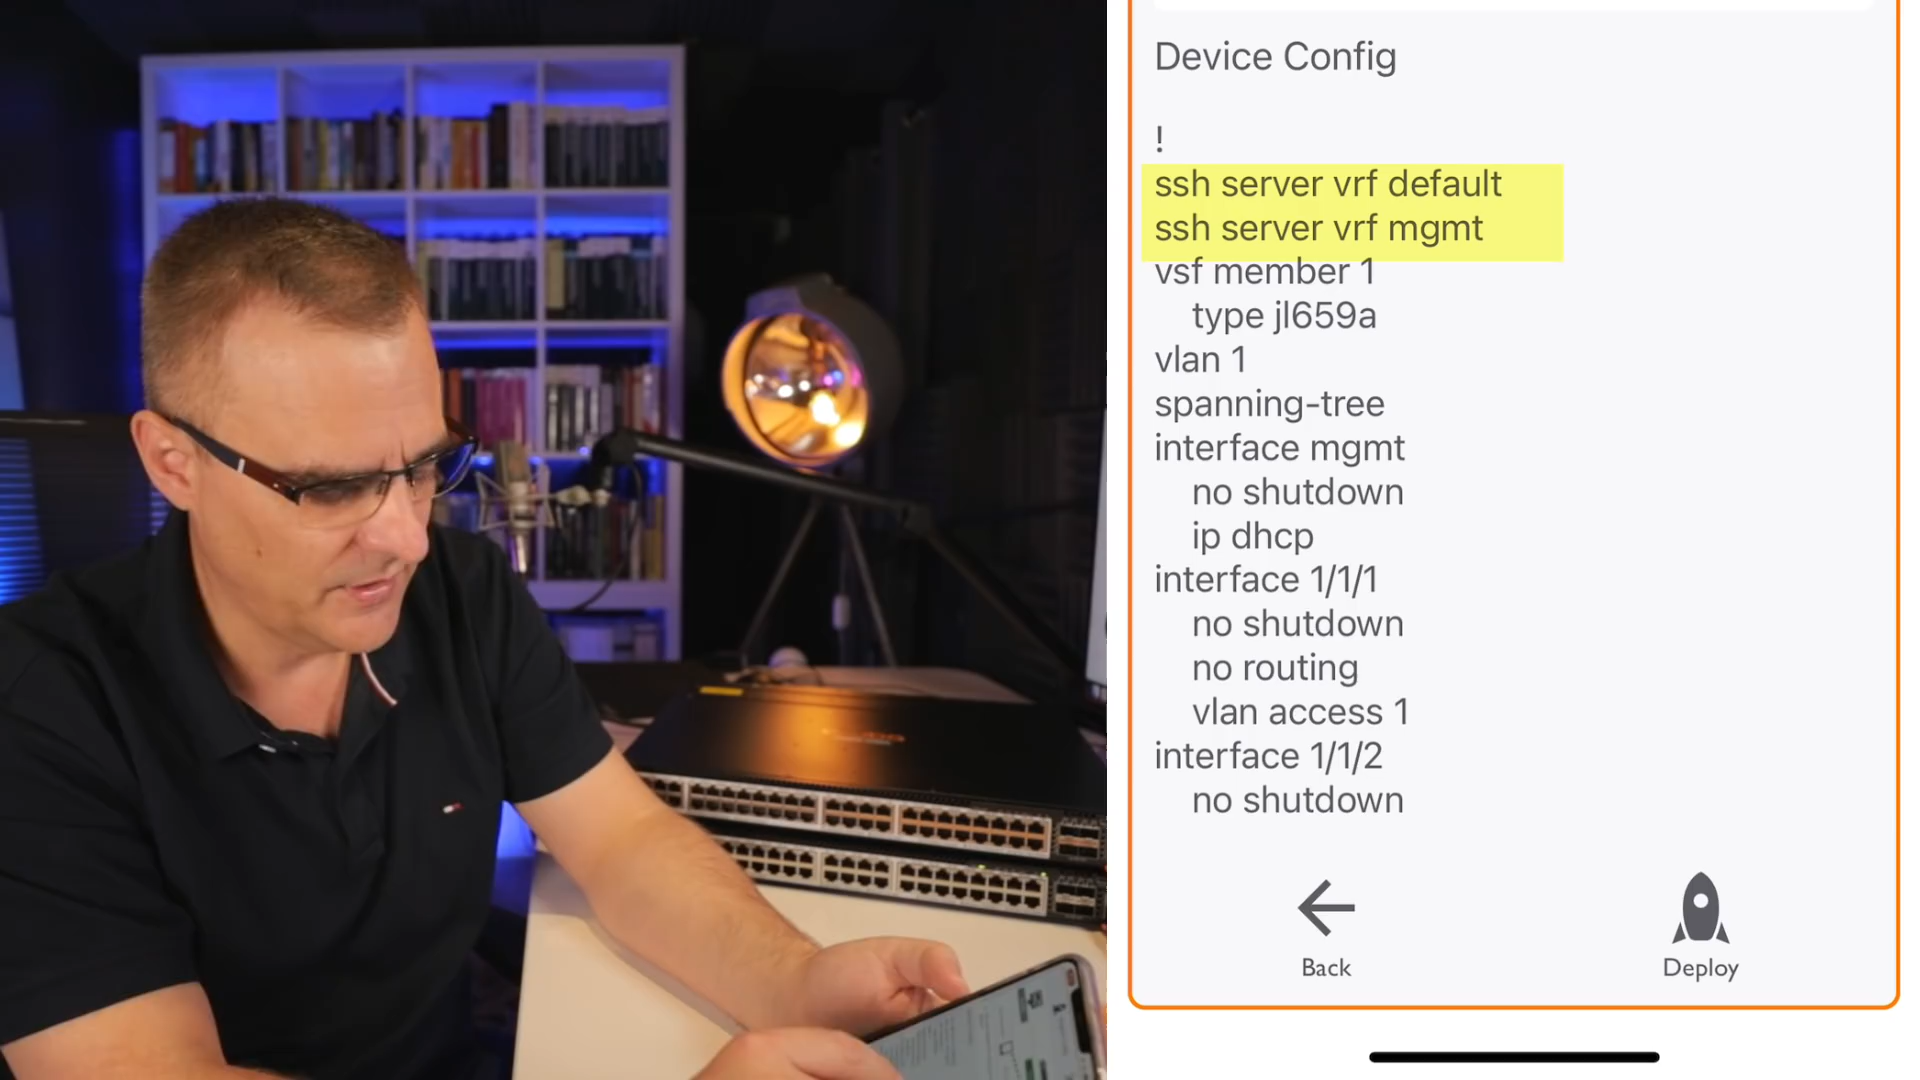 Device Config
!
ssh server vrf default
ssh server vrf mgmt
vsf member 1
type jl659a
vlan 1
spanning-tree
interface mgmt
no shutdown
ip dhcp
interface 1/1/1
no shutdown
no routing
vlan access 1
interface 1/1/2
no shutdown
Back
Deploy